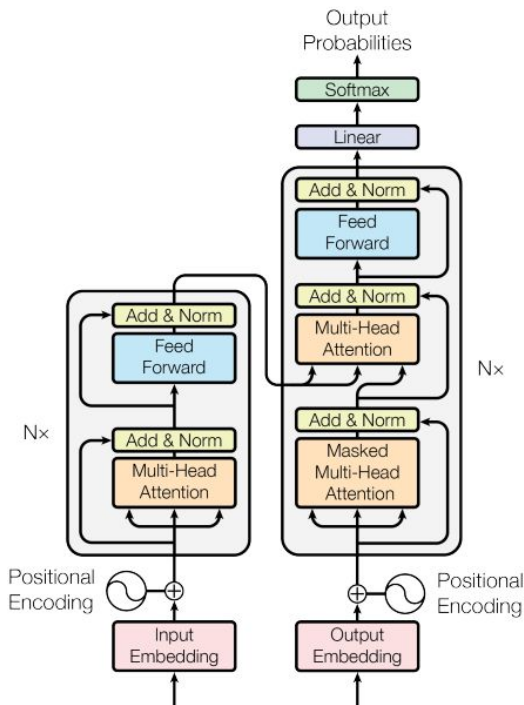 Output
Probabilities
Softmax
Linear
Add & Norm
Feed
Forward
Add & Norm
Multi-Head
Attention
Add & Norm
Masked
Multi-Head
Attention
N×
Add & Norm
Feed
Forward
Add & Norm
Multi-Head
Attention
N×
Positional
Encoding
Positional
Encoding
Input
Embedding
Output
Embedding